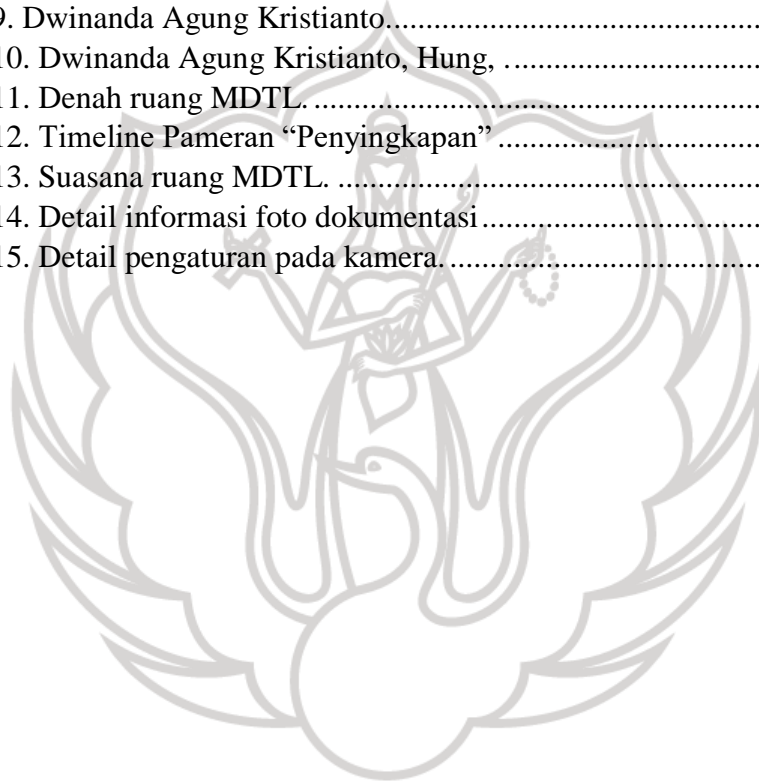 9. Dwinanda Agung Kristianto.....................................................
10. Dwinanda Agung Kristianto, Hung, ......................................
11. Denah ruang MDTL. .............................................................
12. Timeline Pameran “Penyingkapan” ......................................
13. Suasana ruang MDTL. ..........................................................
14. Detail informasi foto dokumentasi ........................................
15. Detail pengaturan pada kamera. ............................................